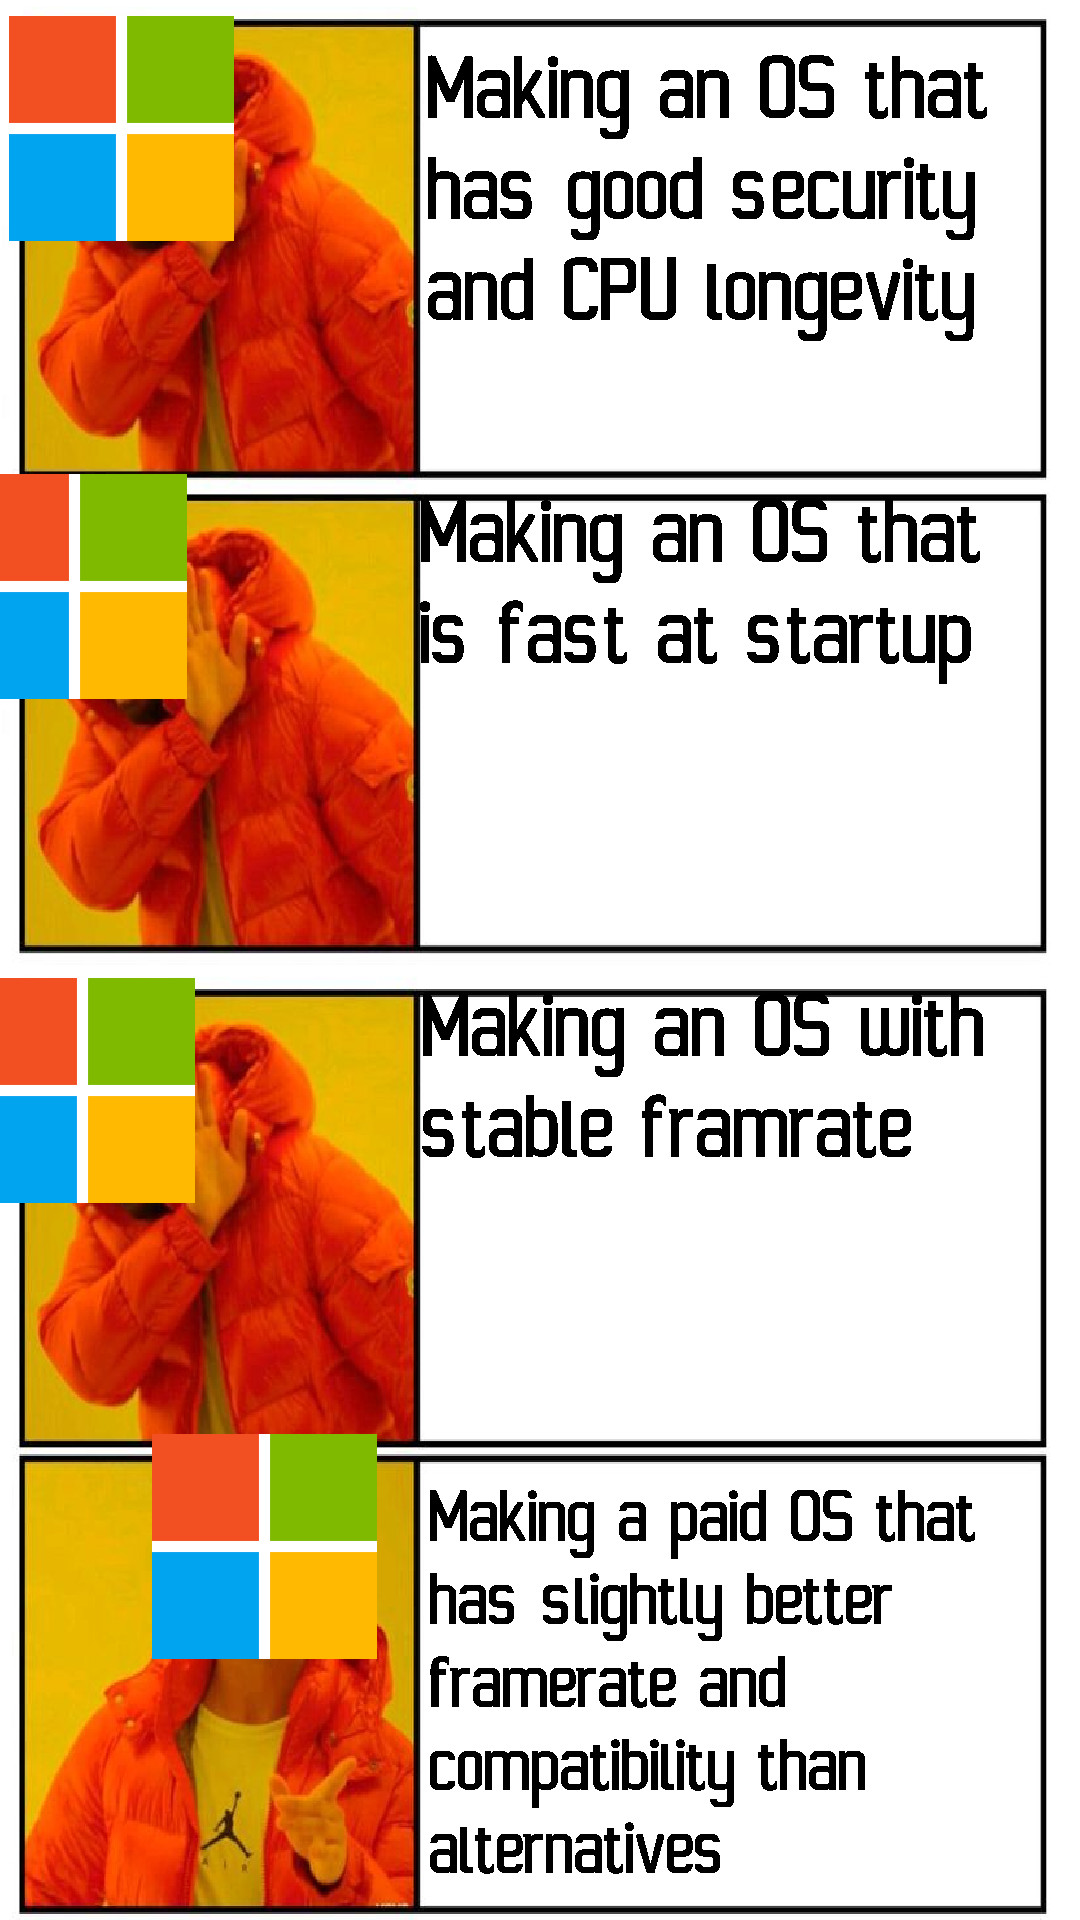 Making an OS that
has good security
and CPU longevity
Making an OS that
is fast at startup
Making an OS with
stable framrate
Making a paid OS that
has slightly better
framerate and
compatibility than
alternatives
AIR